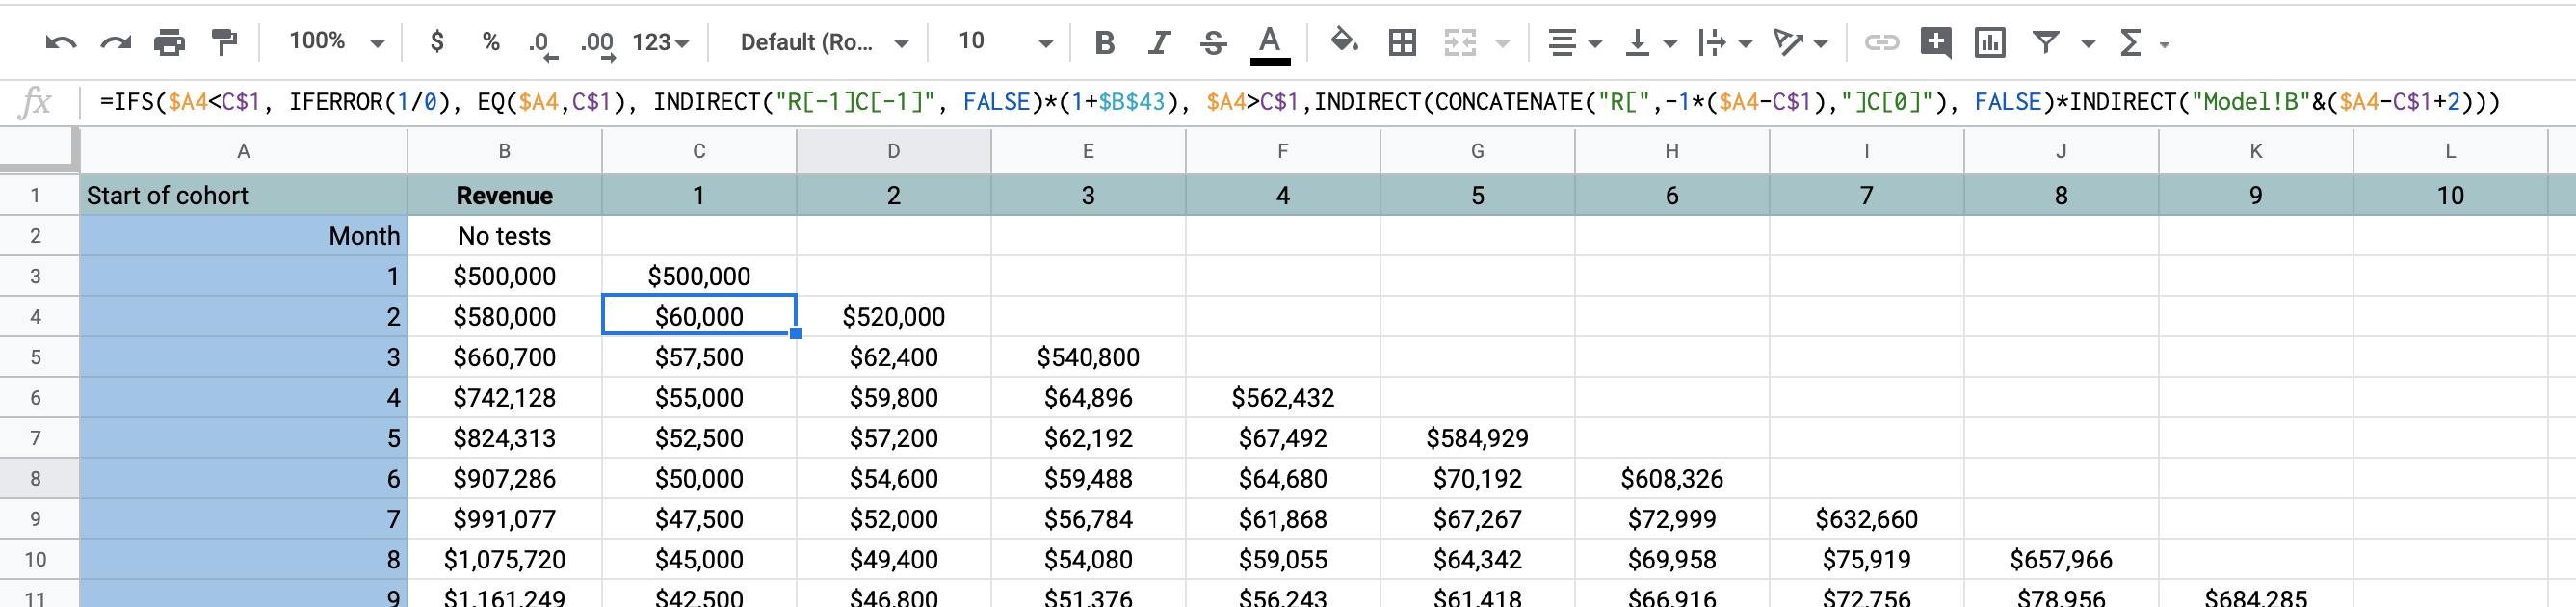 100% $ % .0 .00 123 Default (Ro... 10 B I S A
fx =IFS($A4<C$1, IFERROR(1/0), EQ($A4,C$1), INDIRECT("R[-1]C[-1]", FALSE)*(1+$B$43), $A4>C$1,INDIRECT(CONCATENATE("R[",-1*($A4-C$1),"]C[0]"), FALSE)*INDIRECT("Model!B"&($A4-C$1+2)))
A B C D E F G H I J K L
1 Start of cohort Revenue 1 2 3 4 5 6 7 8 9 10
2 Month No tests
3 1 $500,000 $500,000
4 2 $580,000 $60,000 $520,000
5 3 $660,700 $57,500 $62,400 $540,800
6 4 $742,128 $55,000 $59,800 $64,896 $562,432
7 5 $824,313 $52,500 $57,200 $62,192 $67,492 $584,929
8 6 $907,286 $50,000 $54,600 $59,488 $64,680 $70,192 $608,326
9 7 $991,077 $47,500 $52,000 $56,784 $61,868 $67,267 $72,999 $632,660
10 8 $1,075,720 $45,000 $49,400 $54,080 $59,055 $64,342 $69,958 $75,919 $657,966
11 9 $1,161,249 $42,500 $46,800 $51,376 $56,243 $61,418 $66,916 $72,756 $78,956 $684,285